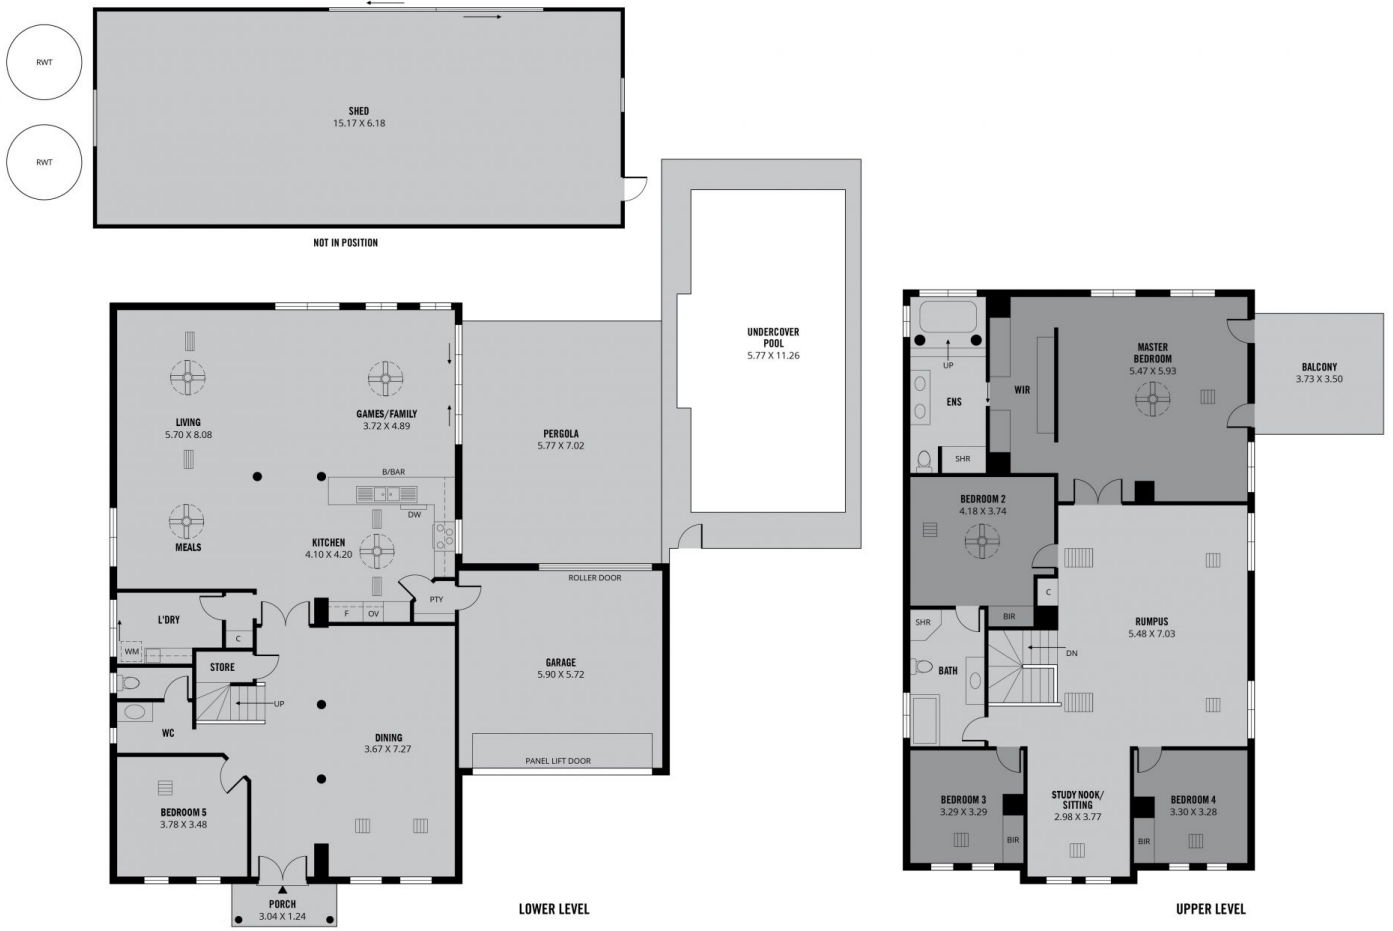 RWT
RWT
SHED
15.17 X 6.18
NOT IN POSITION
UNDERCOVER
POOL
5.77 X 11.26
LIVING
5.70 X 8.08
GAMES/FAMILY
3.72 X 4.89
PERGOLA
5.77 X 7.02
B/BAR
DW
MEALS
KITCHEN
4.10 X 4.20
ROLLER DOOR
PTY
F
OV
L'DRY
C
WM
STORE
UP
WC
GARAGE
5.90 X 5.72
DINING
3.67 X 7.27
PANEL LIFT DOOR
BEDROOM 5
3.78 X 3.48
PORCH
3.04 X 1.24
LOWER LEVEL
UP
ENS
WIR
SHR
MASTER
BEDROOM
5.47 X 5.93
BALCONY
3.73 X 3.50
BEDROOM 2
4.18 X 3.74
C
BIR
SHR
RUMPUS
5.48 X 7.03
DN
BATH
BEDROOM 3
3.29 X 3.29
BIR
STUDY NOOK/
SITTING
2.98 X 3.77
BEDROOM 4
3.30 X 3.28
BIR
UPPER LEVEL